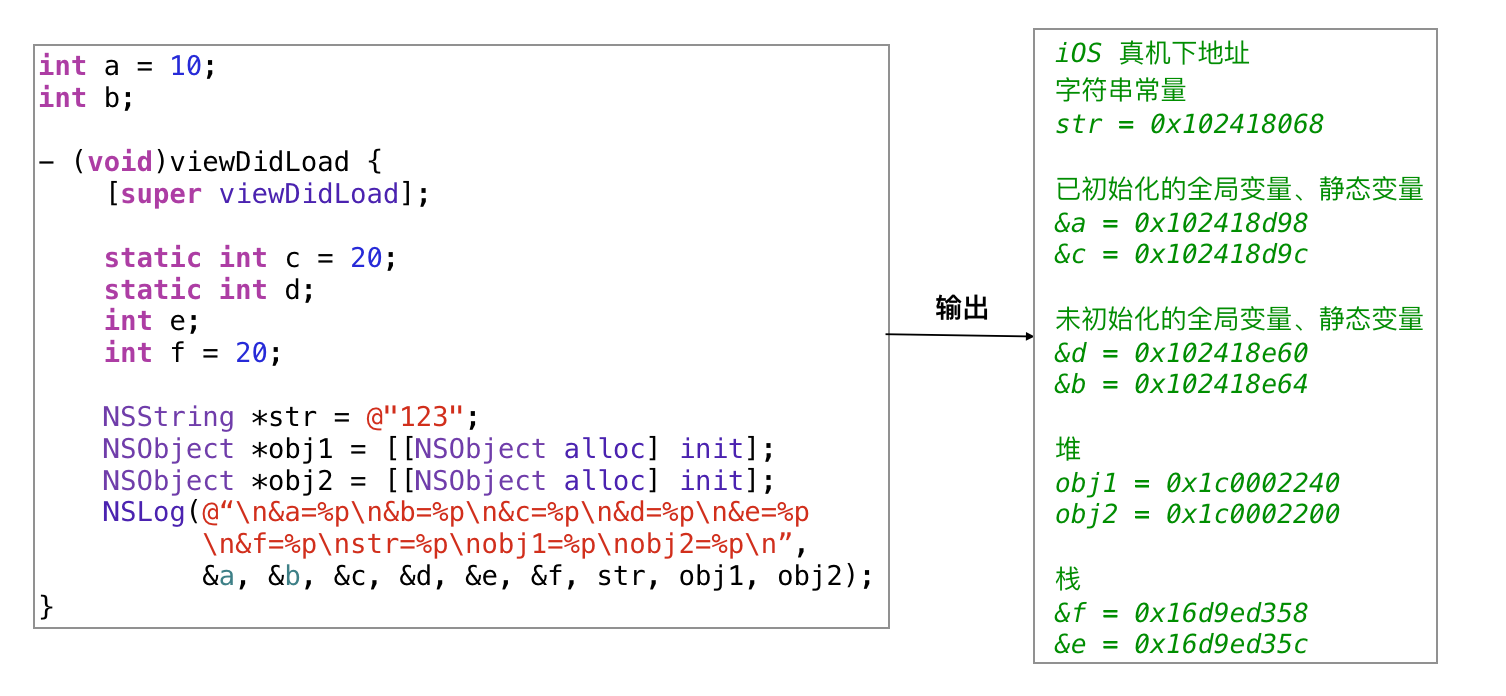 int a = 10;
int b;
– (void)viewDidLoad {
[super viewDidLoad];
static int c = 20;
static int d;
int e;
int f = 20;
NSString *str = @"123";
NSObject *obj1 = [[NSObject alloc] init];
NSObject *obj2 = [[NSObject alloc] init];
NSLog(@“\n&a=%p\n&b=%p\n&c=%p\n&d=%p\n&e=%p
\n&f=%p\nstr=%p\nobj1=%p\nobj2=%p\n”,
&a, &b, &c, &d, &e, &f, str, obj1, obj2);
}
输出
iOS 真机下地址
字符串常量
str = 0x102418068
已初始化的全局变量、静态变量
&a = 0x102418d98
&c = 0x102418d9c
未初始化的全局变量、静态变量
&d = 0x102418e60
&b = 0x102418e64
堆
obj1 = 0x1c0002240
obj2 = 0x1c0002200
栈
&f = 0x16d9ed358
&e = 0x16d9ed35c